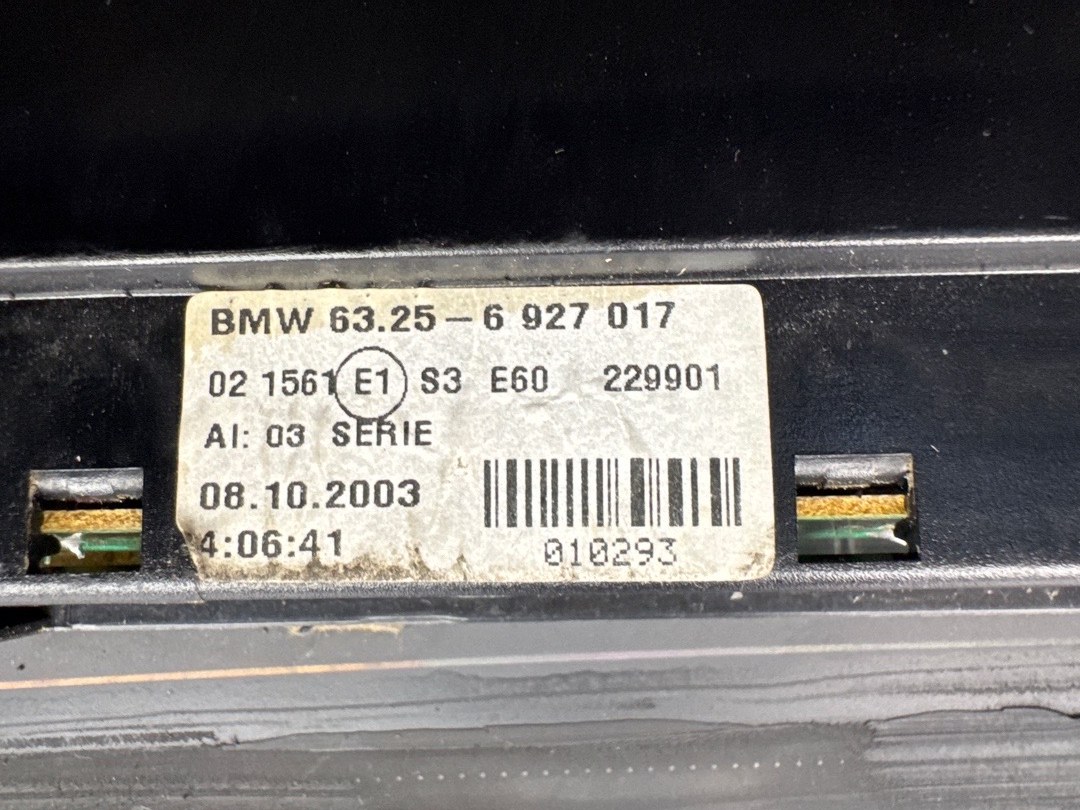 BMW 63.25-6 927 017
02 1561 E1 S3 E60 229901
AI: 03 SERIE
08.10.2003
4:06:41
010293